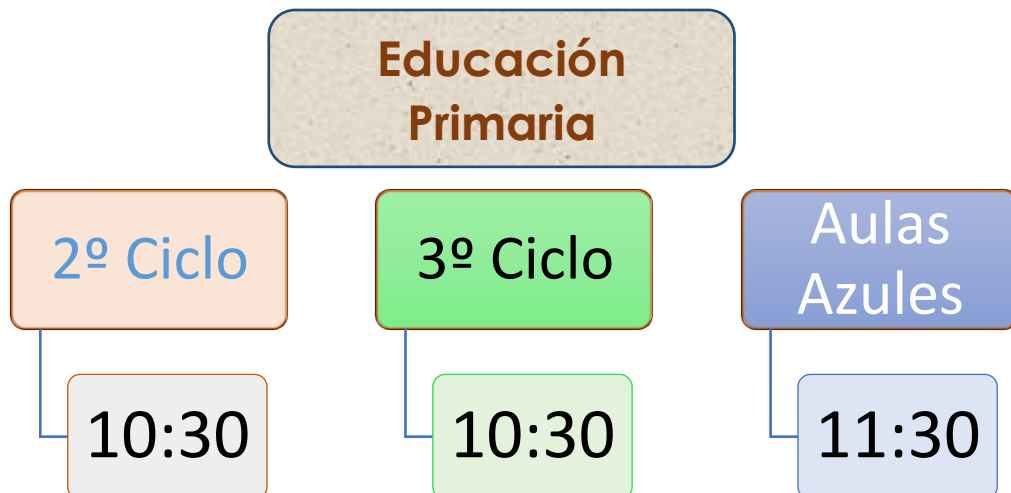 Educación
Primaria
2º Ciclo
3º Ciclo
Aulas
Azules
10:30
10:30
11:30